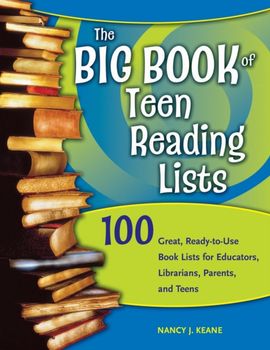 The
BIG BOOK of
Teen
Reading
Lists
100
Great, Ready-to-Use
Book Lists for Educators,
Librarians, Parents,
and Teens
NANCY J. KEANE